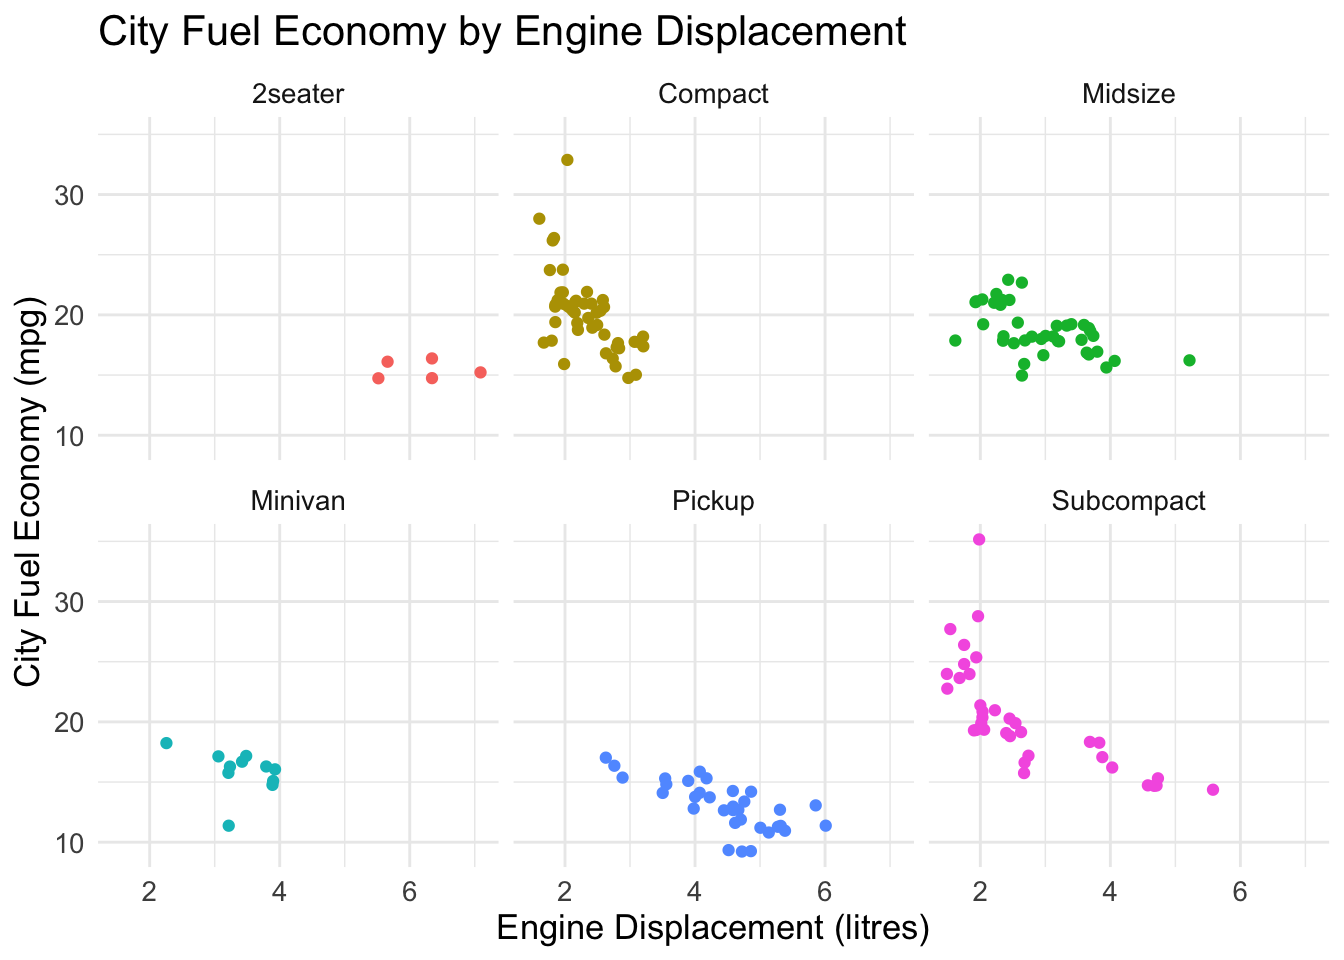 City Fuel Economy by Engine Displacement
2seater Compact Midsize
30
20
10
Minivan Pickup Subcompact
30
20
10
2 4 6 2 4 6 2 4 6
Engine Displacement (litres)
City Fuel Economy (mpg)